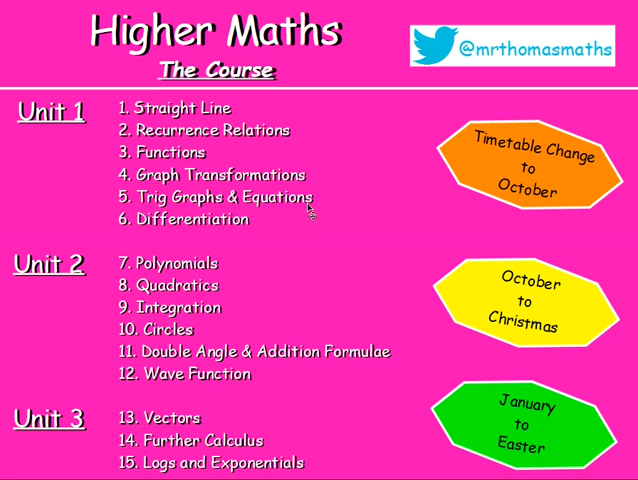 Higher Maths
The Course
@mrthomasmaths
Unit 1
1. Straight Line
2. Recurrence Relations
3. Functions
4. Graph Transformations
5. Trig Graphs & Equations
6. Differentiation
Timetable Change
to
October
Unit 2
7. Polynomials
8. Quadratics
9. Integration
10. Circles
11. Double Angle & Addition Formulae
12. Wave Function
October
to
Christmas
Unit 3
13. Vectors
14. Further Calculus
15. Logs and Exponentials
January
to
Easter